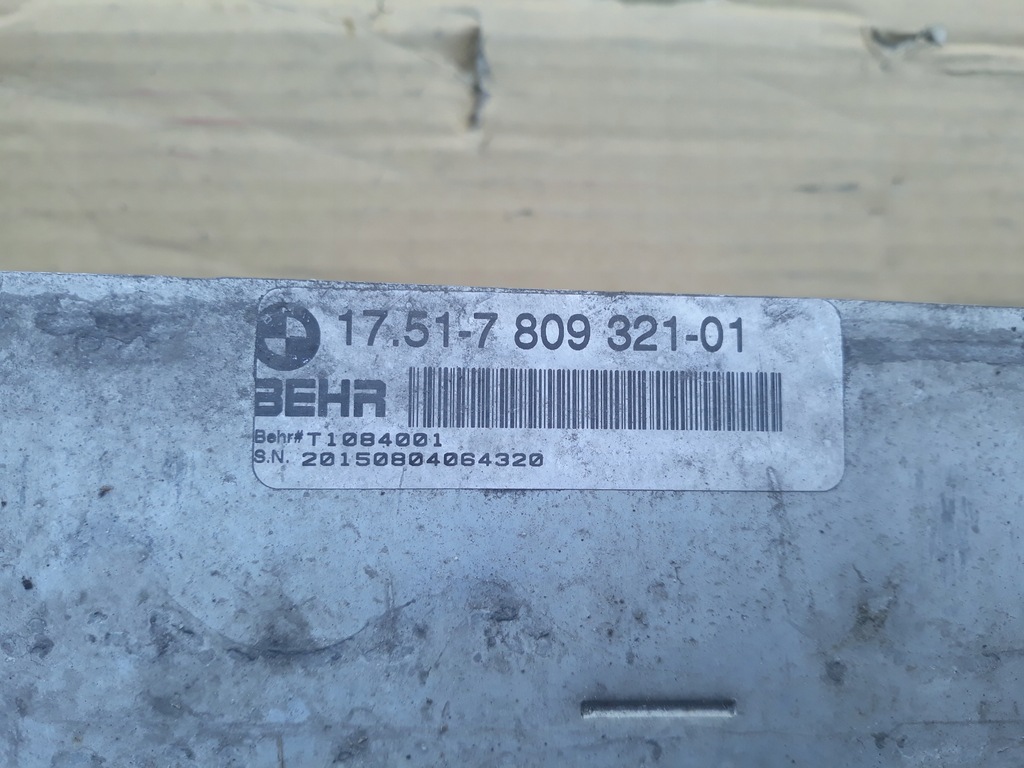 17.51-7 809 321-01
BEHR
Behr# T1084001
S.N. 20150804064320